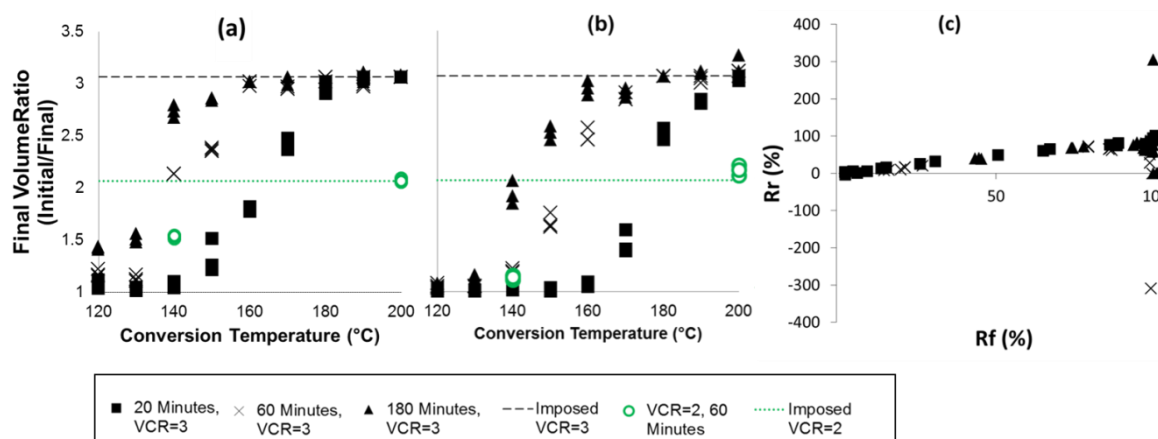 (a)
(b)
(c)
Final VolumeRatio
(Initial/Final)
3.5
3
2.5
2
1.5
1
120 140 160 180 200
Conversion Temperature (°C)
120 140 160 180 200
Conversion Temperature (°C)
Rr (%)
400
300
200
100
0
-100
-200
-300
-400
50
100
Rf (%)
20 Minutes,
VCR=3
60 Minutes,
VCR=3
180 Minutes,
VCR=3
Imposed
VCR=3
VCR=2, 60
Minutes
Imposed
VCR=2